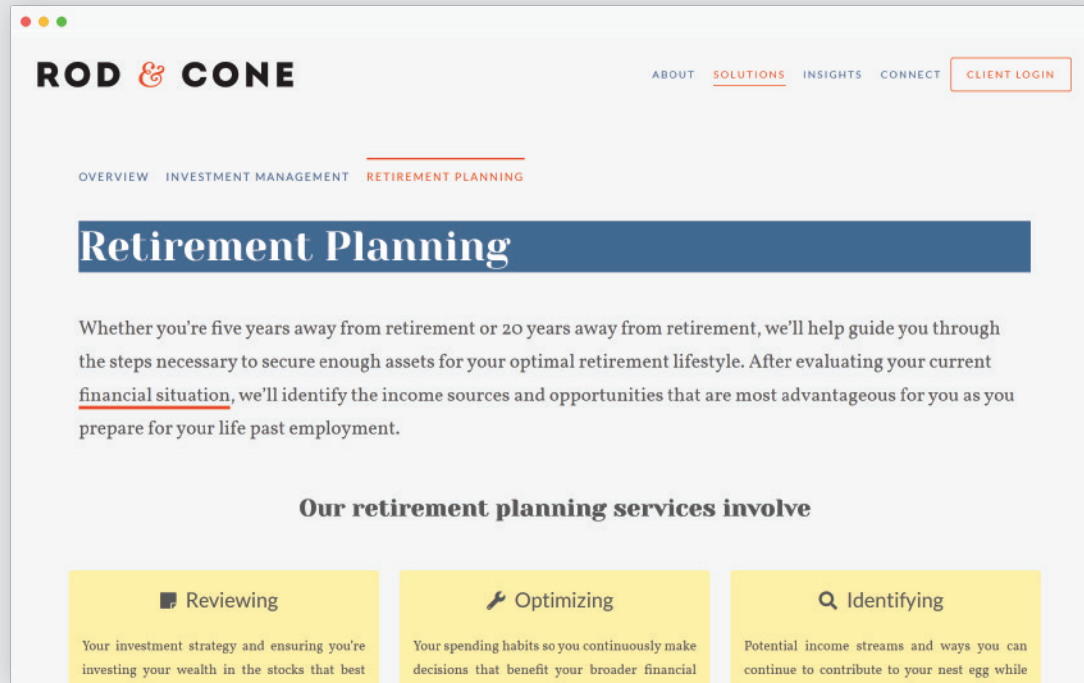 ROD & CONE
ABOUT SOLUTIONS INSIGHTS CONNECT CLIENT LOGIN
OVERVIEW INVESTMENT MANAGEMENT RETIREMENT PLANNING
Retirement Planning
Whether you’re five years away from retirement or 20 years away from retirement, we’ll help guide you through
the steps necessary to secure enough assets for your optimal retirement lifestyle. After evaluating your current
financial situation, we’ll identify the income sources and opportunities that are most advantageous for you as you
prepare for your life past employment.
Our retirement planning services involve
Reviewing
Your investment strategy and ensuring you’re
investing your wealth in the stocks that best
Optimizing
Your spending habits so you continuously make
decisions that benefit your broader financial
Identifying
Potential income streams and ways you can
continue to contribute to your nest egg while